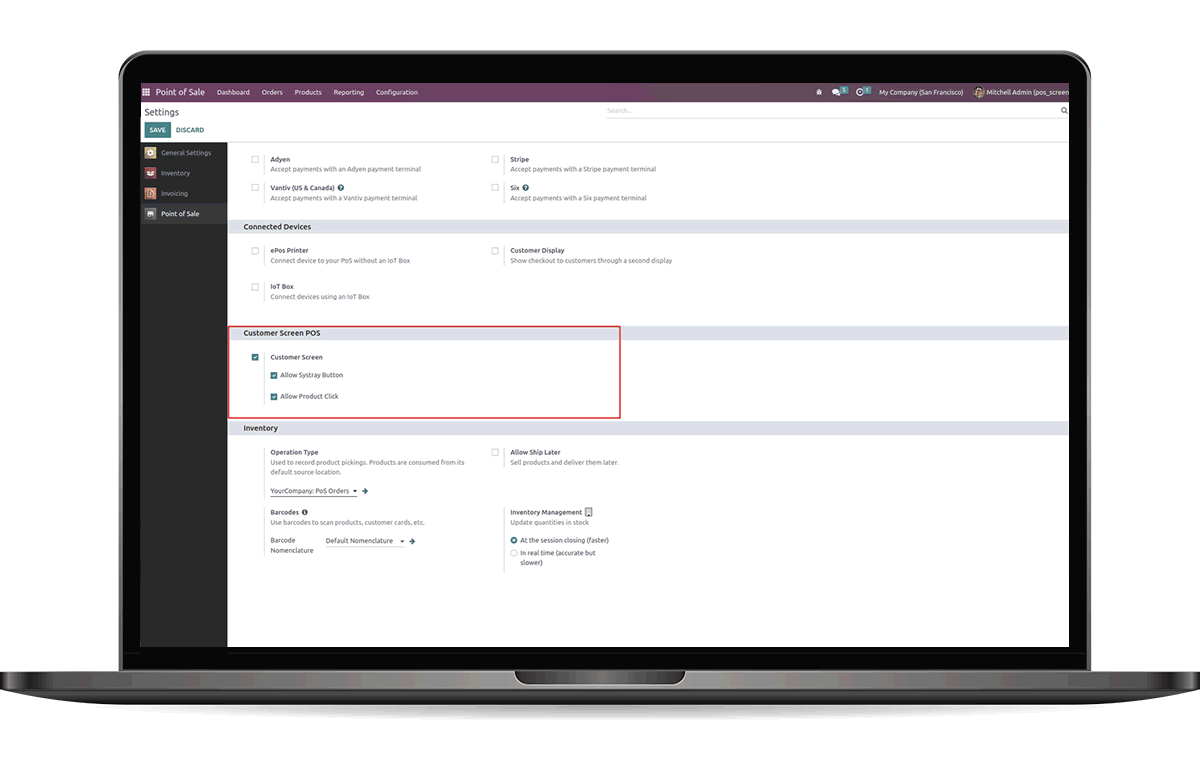 Point of Sale Dashboard Orders Products Reporting Configuration 5 1 My Company (San Francisco) Mitchell Admin (pos_screen
Settings Search...
SAVE DISCARD
General Settings
Inventory
Invoicing
Point of Sale
Adyen Stripe
Accept payments with an Adyen payment terminal Accept payments with a Stripe payment terminal
Vantiv (US & Canada) Six
Accept payments with a Vantiv payment terminal Accept payments with a Six payment terminal
Connected Devices
ePos Printer Customer Display
Connect device to your PoS without an IoT Box Show checkout to customers through a second display
IoT Box
Connect devices using an IoT Box
Customer Screen POS
Customer Screen
Allow Systray Button
Allow Product Click
Inventory
Operation Type
Used to record product pickings. Products are consumed from its
default source location.
YourCompany: PoS Orders
Allow Ship Later
Sell products and deliver them later.
Barcodes
Use barcodes to scan products, customer cards, etc.
Barcode
Nomenclature
Default Nomenclature
Inventory Management
Update quantities in stock
At the session closing (faster)
In real time (accurate but
slower)